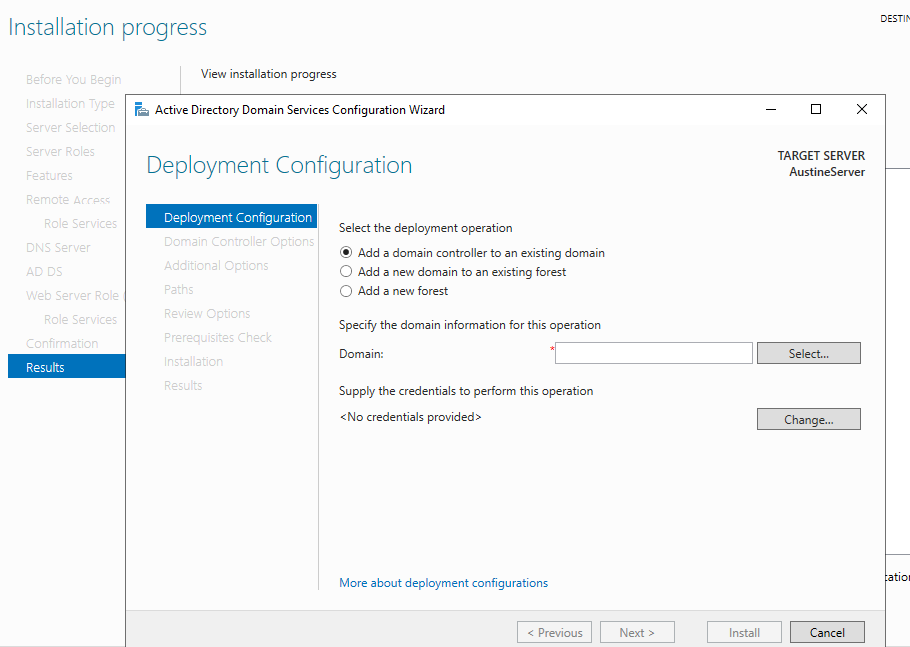 Installation progress
DESTIN
Before You Begin
Installation Type
Server Selection
Server Roles
Features
Remote Access
Role Services
DNS Server
AD DS
Web Server Role
Role Services
Confirmation
Results
View installation progress
Active Directory Domain Services Configuration Wizard
Deployment Configuration
TARGET SERVER
AustineServer
Deployment Configuration
Domain Controller Options
Additional Options
Paths
Review Options
Prerequisites Check
Installation
Results
Select the deployment operation
Add a domain controller to an existing domain
Add a new domain to an existing forest
Add a new forest
Specify the domain information for this operation
Domain: * Select...
Supply the credentials to perform this operation
<No credentials provided> Change...
More about deployment configurations
< Previous Next > Install Cancel